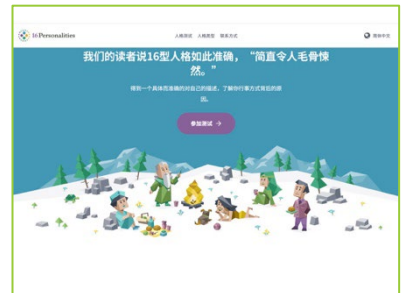 16Personalities
人格测试 人格类型 联系方式
简体中文
我们的读者说16型人格如此准确，“简直令人毛骨悚
然。”
得到一个具体而准确的对自己的描述，了解你行事方式背后的原
因。
参加测试 →